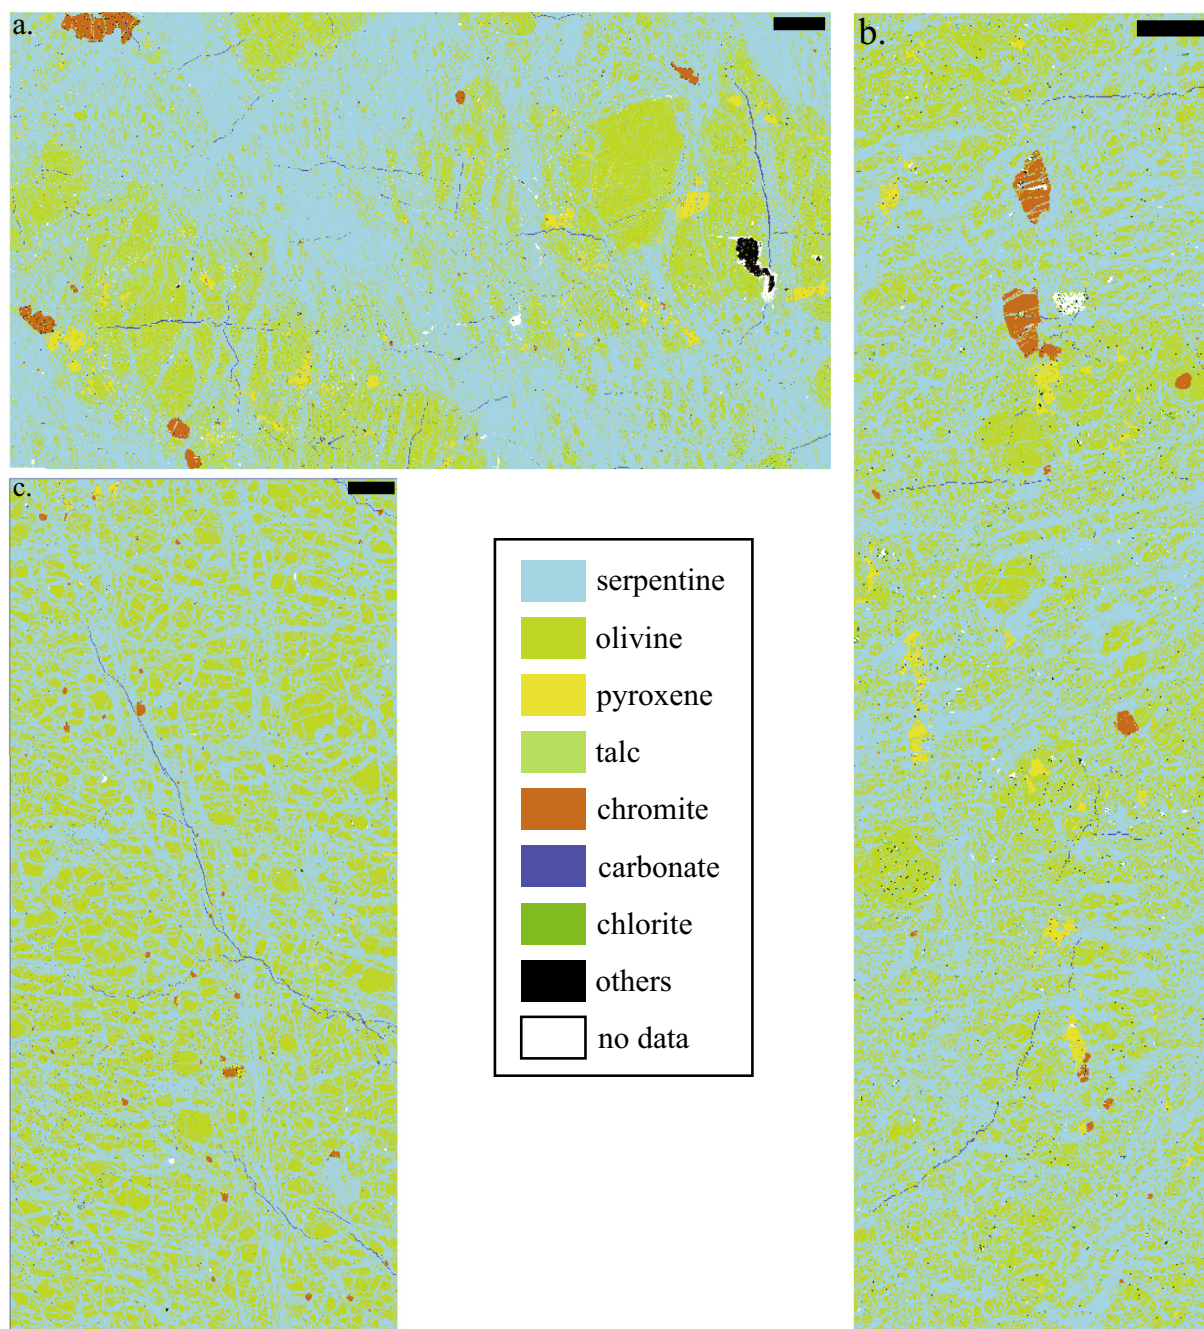 a.
b.
c.
serpentine
olivine
pyroxene
talc
chromite
carbonate
chlorite
others
no data